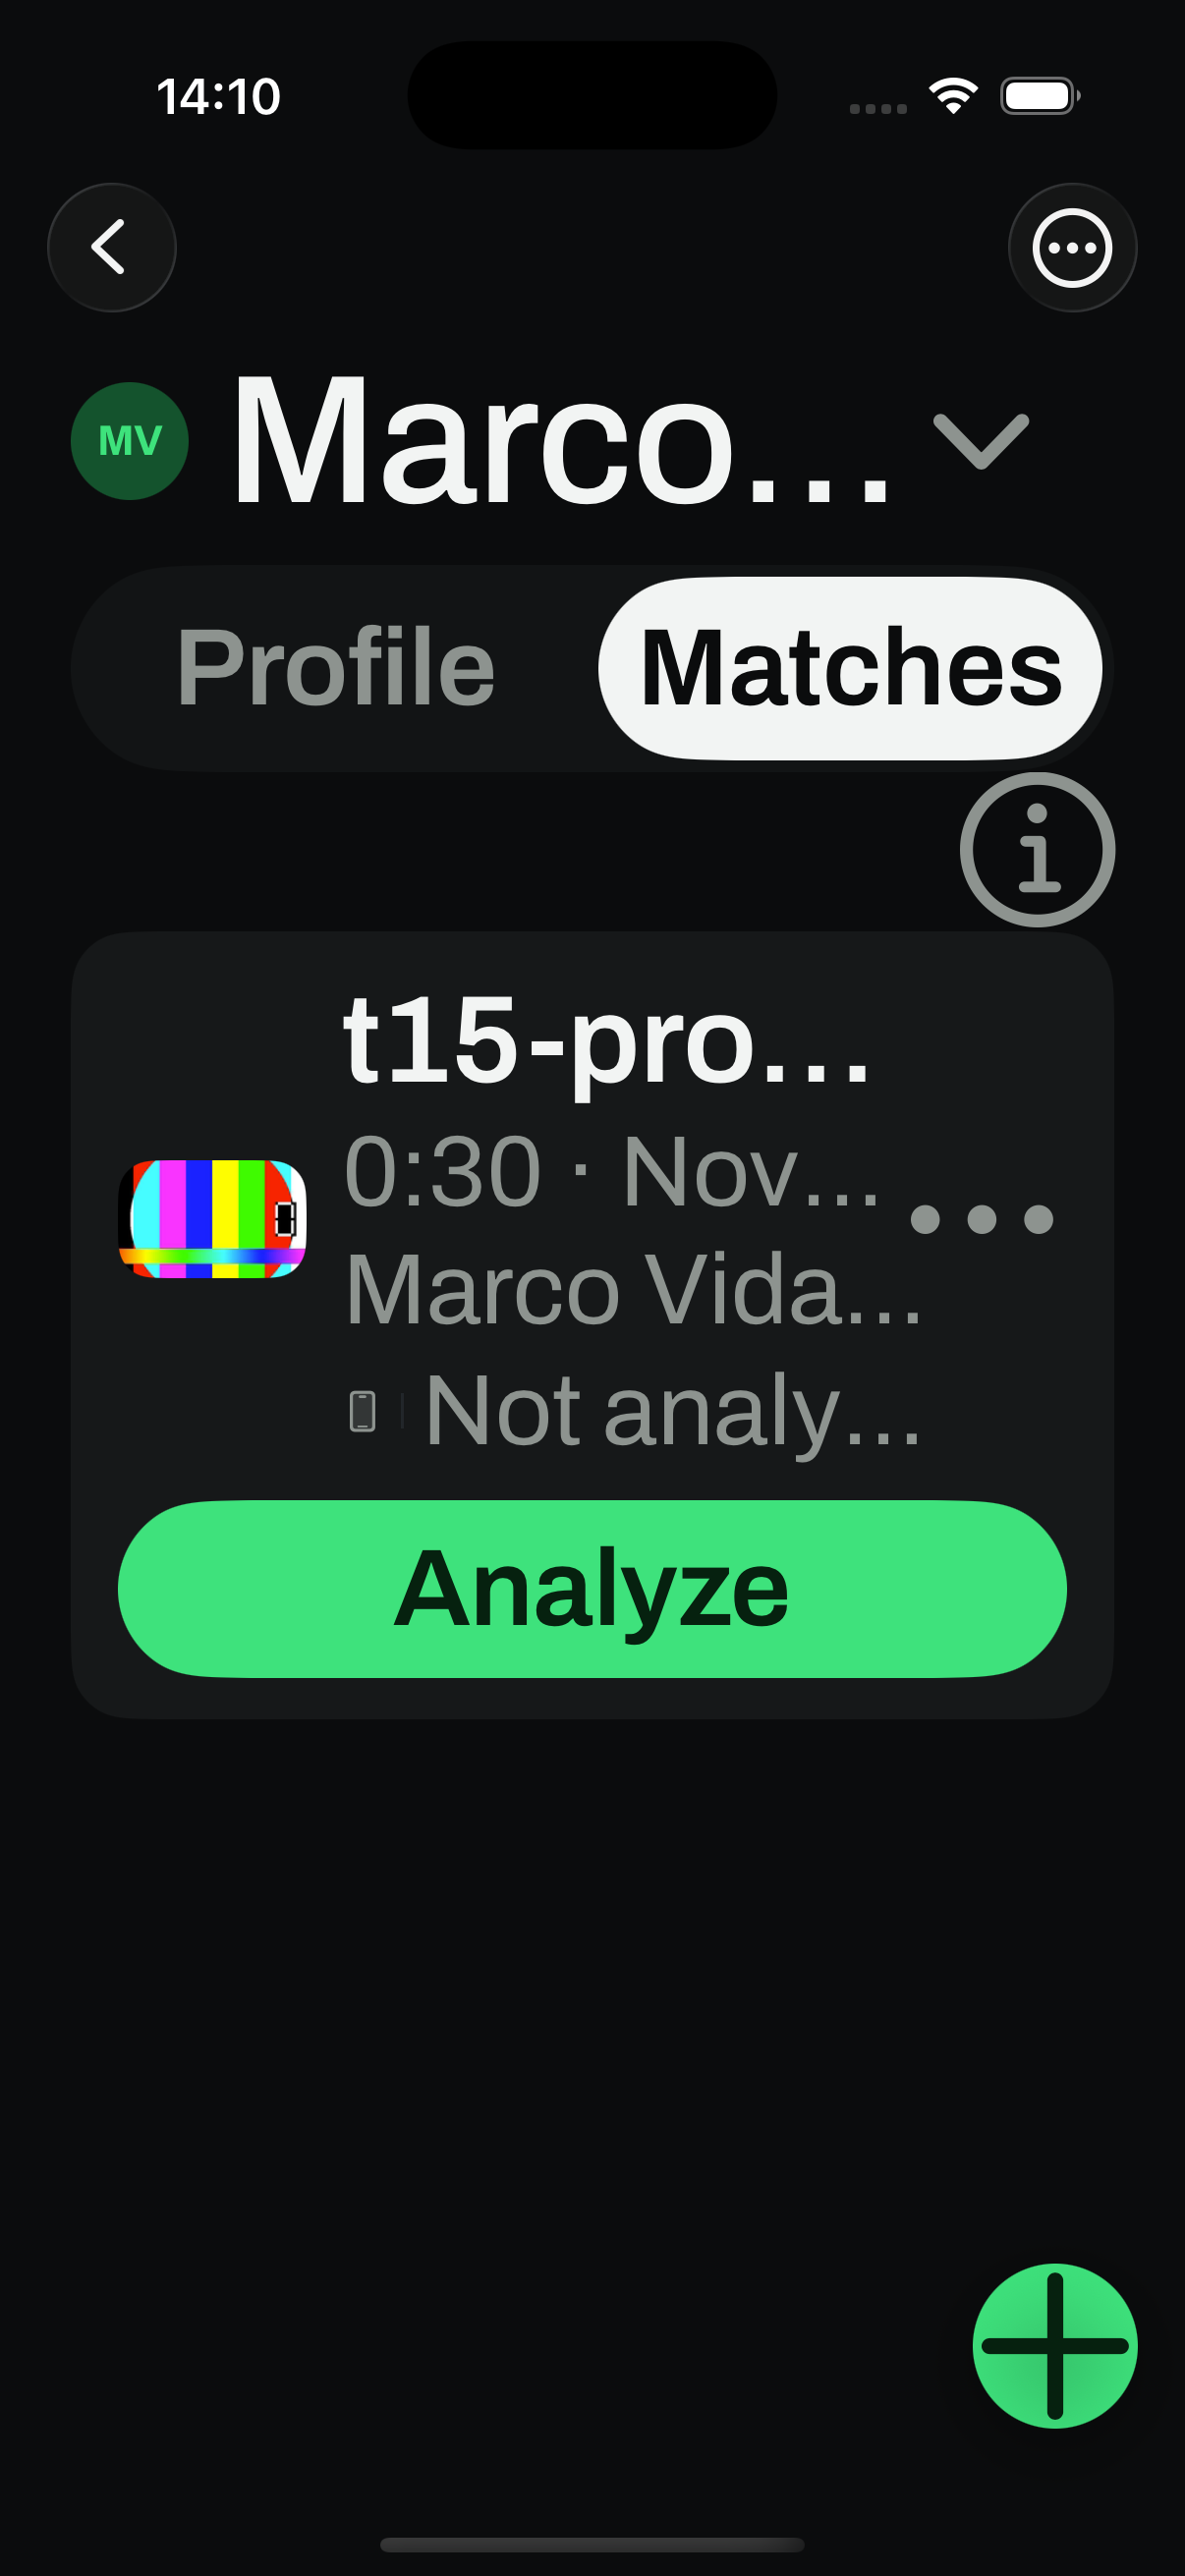 14:10
MV
Marco...
Profile
Matches
t15-pro...
0:30 · Nov...
Marco Vida...
Not analy...
Analyze